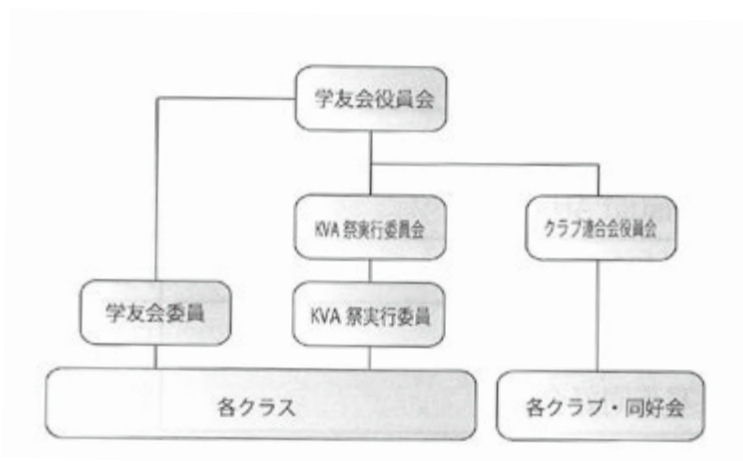 学友会役員会
KVA 祭実行委員会
クラブ連合会役員会
学友会委員
KVA 祭実行委員
各クラス
各クラブ・同好会